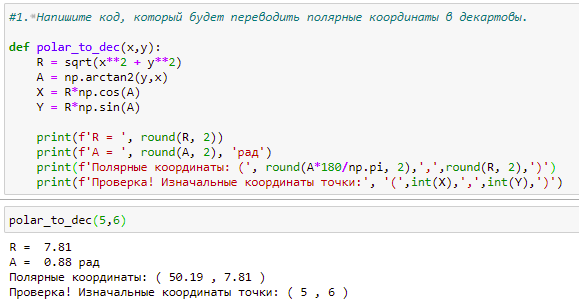 #1. Напишите код, который будет переводить полярные координаты в декартовы.
def polar_to_dec(x,y):
    R = sqrt(x**2 + y**2)
    A = np.arctan2(y,x)
    X = R*np.cos(A)
    Y = R*np.sin(A)
    print(f'R = ', round(R, 2))
    print(f'A = ', round(A, 2), 'рад')
    print(f'Полярные координаты: (', round(A*180/np.pi, 2),',',round(R, 2),')')
    print(f'Проверка! Изначальные координаты точки:', '(',int(X),',',int(Y),')')
polar_to_dec(5,6)
R =  7.81
A =  0.88 рад
Полярные координаты: ( 50.19 , 7.81 )
Проверка! Изначальные координаты точки: ( 5 , 6 )